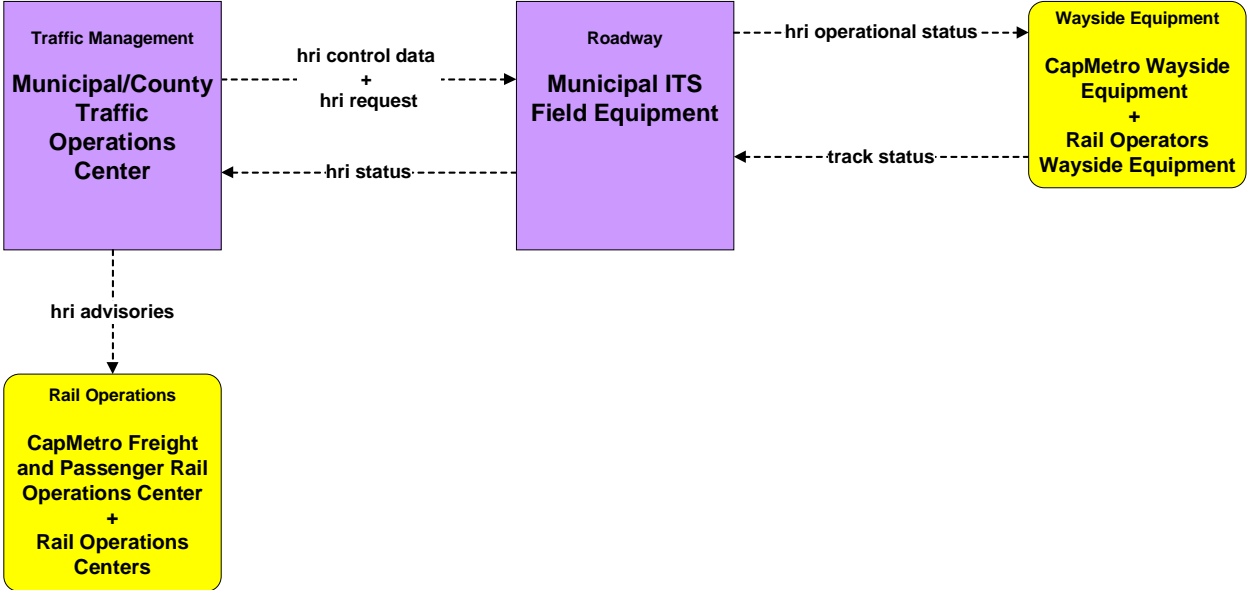 Traffic Management
Municipal/County
Traffic
Operations
Center
hri control data
+
hri request
hri status
Roadway
Municipal ITS
Field Equipment
hri operational status
track status
Wayside Equipment
CapMetro Wayside
Equipment
+
Rail Operators
Wayside Equipment
hri advisories
Rail Operations
CapMetro Freight
and Passenger Rail
Operations Center
+
Rail Operations
Centers